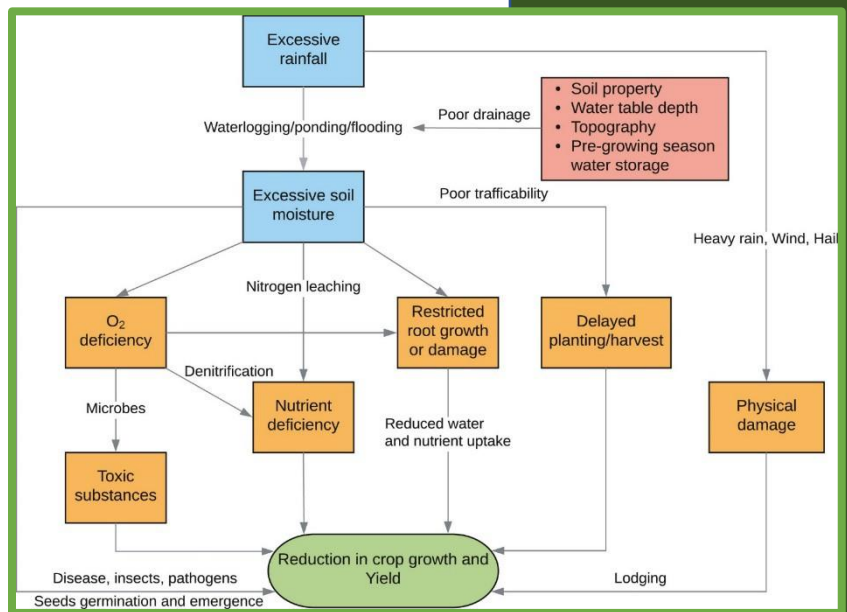 Excessive
rainfall
• Soil property
• Water table depth
• Topography
• Pre-growing season
water storage
Poor drainage
Waterlogging/ponding/flooding
Excessive soil
moisture
Poor trafficability
Heavy rain, Wind, Hail
Nitrogen leaching
O₂
deficiency
Restricted
root growth
or damage
Delayed
planting/harvest
Denitrification
Microbes
Nutrient
deficiency
Reduced water
and nutrient uptake
Physical
damage
Toxic
substances
Reduction in crop growth and
Yield
Disease, insects, pathogens
Seeds germination and emergence
Lodging